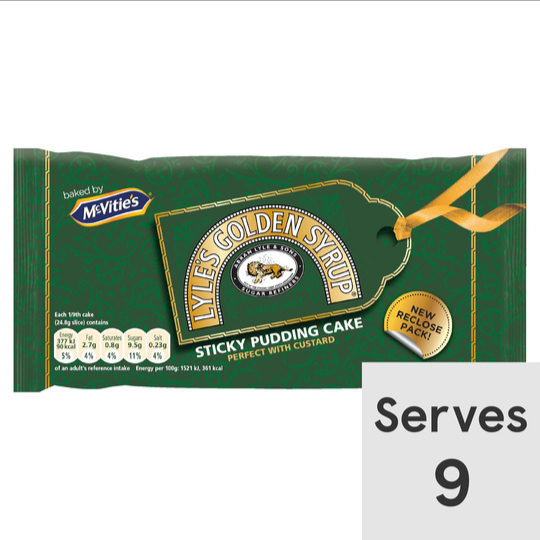 baked by
McVitie's
LYLE'S GOLDEN SYRUP
ABRAM LYLE & SONS
SUGAR REFINERS
STICKY PUDDING CAKE
PERFECT WITH CUSTARD
NEW
RECLOSE
PACK!
Each 1/9th cake
(24.8g slice) contains
Energy Fat Saturates Sugars Salt
377 kJ
90 kcal 2.7g 0.8g 9.5g 0.23g
5% 4% 4% 11% 4%
of an adult's reference intake Energy per 100g: 1521 kJ, 361 kcal
Serves
9